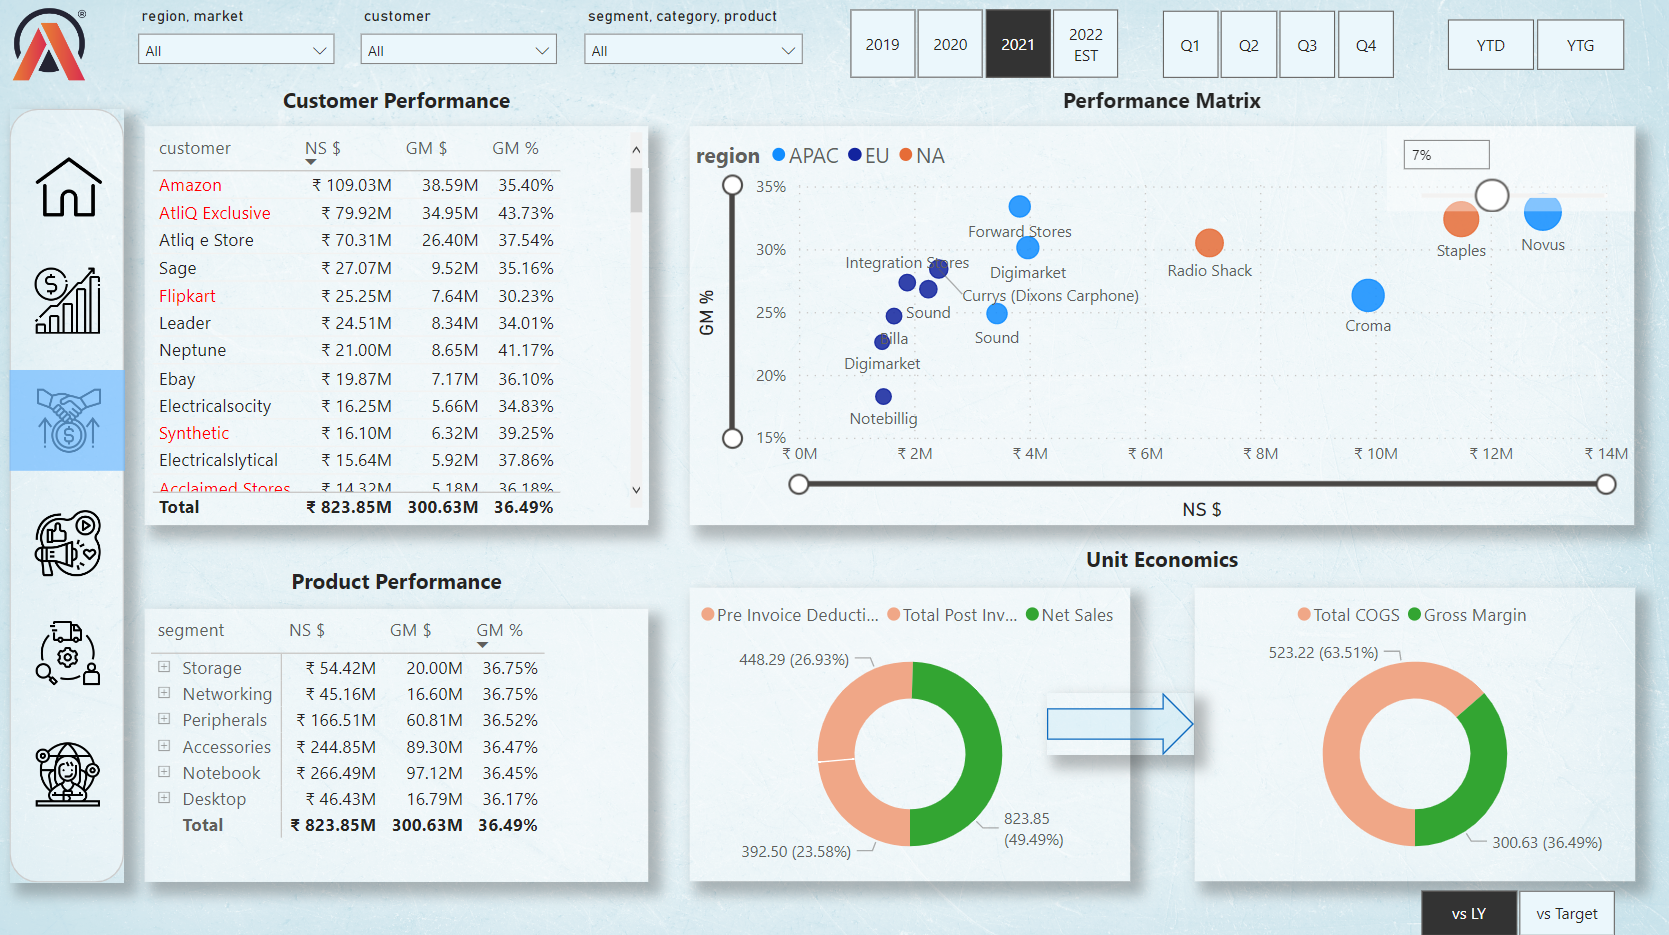 region, market
All
customer
All
segment, category, product
All
2019
2020
2021
2022
EST
Q1
Q2
Q3
Q4
YTD
YTG
®
Customer Performance
customer NS $ GM $ GM %
Amazon ₹ 109.03M 38.59M 35.40%
AtliQ Exclusive ₹ 79.92M 34.95M 43.73%
Atliq e Store ₹ 70.31M 26.40M 37.54%
Sage ₹ 27.07M 9.52M 35.16%
Flipkart ₹ 25.25M 7.64M 30.23%
Leader ₹ 24.51M 8.34M 34.01%
Neptune ₹ 21.00M 8.65M 41.17%
Ebay ₹ 19.87M 7.17M 36.10%
Electricalsocity ₹ 16.25M 5.66M 34.83%
Synthetic ₹ 16.10M 6.32M 39.25%
Electricalslytical ₹ 15.64M 5.92M 37.86%
Acclaimed Stores ₹ 14.32M 5.18M 36.18%
Total ₹ 823.85M 300.63M 36.49%
Performance Matrix
region APAC EU NA
7%
35%
30%
25%
20%
15%
GM %
Forward Stores
Integration Stores
Digimarket
Currys (Dixons Carphone)
Sound
Sound
Billa
Digimarket
Notebillig
Radio Shack
Croma
Staples
Novus
₹ 0M ₹ 2M ₹ 4M ₹ 6M ₹ 8M ₹ 10M ₹ 12M ₹ 14M
NS $
Product Performance
segment NS $ GM $ GM %
Storage ₹ 54.42M 20.00M 36.75%
Networking ₹ 45.16M 16.60M 36.75%
Peripherals ₹ 166.51M 60.81M 36.52%
Accessories ₹ 244.85M 89.30M 36.47%
Notebook ₹ 266.49M 97.12M 36.45%
Desktop ₹ 46.43M 16.79M 36.17%
Total ₹ 823.85M 300.63M 36.49%
Unit Economics
Pre Invoice Deducti... Total Post Inv... Net Sales
448.29 (26.93%)
823.85
(49.49%)
392.50 (23.58%)
Total COGS Gross Margin
523.22 (63.51%)
300.63 (36.49%)
vs LY
vs Target